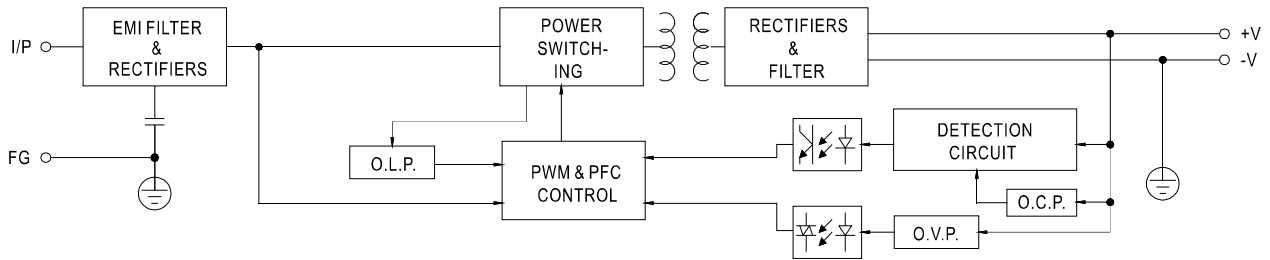 I/P
EMI FILTER
&
RECTIFIERS
POWER
SWITCH-
ING
RECTIFIERS
&
FILTER
+V
-V
FG
O.L.P.
PWM & PFC
CONTROL
DETECTION
CIRCUIT
O.C.P.
O.V.P.